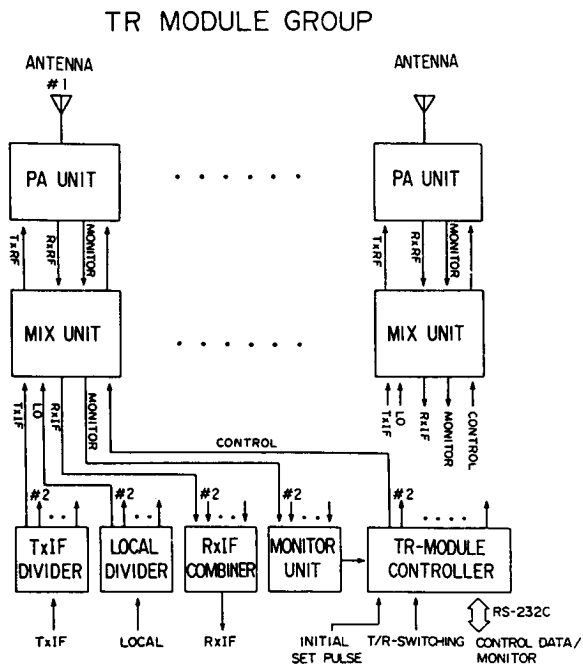 TR MODULE GROUP
ANTENNA
#1
ANTENNA
PA UNIT
PA UNIT
TxRF
RxRF
MONITOR
TxRF
RxRF
MONITOR
MIX UNIT
MIX UNIT
TxIF
LO
RxIF
MONITOR
TxIF
LO
RxIF
MONITOR
CONTROL
CONTROL
#2
#2
#2
#2
#2
TxIF
DIVIDER
LOCAL
DIVIDER
RxIF
COMBINER
MONITOR
UNIT
TR-MODULE
CONTROLLER
RS-232C
TxIF
LOCAL
RxIF
INITIAL
SET PULSE
T/R-SWITCHING
CONTROL DATA/
MONITOR